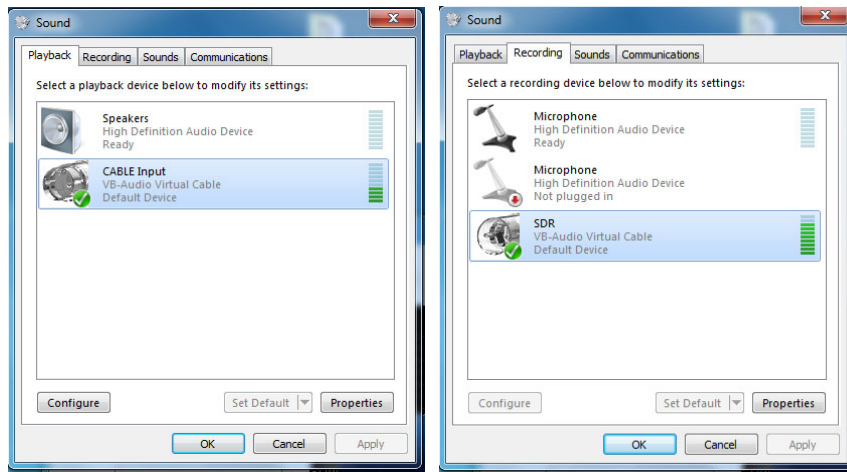 Sound
Playback Recording Sounds Communications
Select a playback device below to modify its settings:
Speakers
High Definition Audio Device
Ready
CABLE Input
VB-Audio Virtual Cable
Default Device
Configure Set Default Properties
OK Cancel Apply
Sound
Playback Recording Sounds Communications
Select a recording device below to modify its settings:
Microphone
High Definition Audio Device
Ready
Microphone
High Definition Audio Device
Not plugged in
SDR
VB-Audio Virtual Cable
Default Device
Configure Set Default Properties
OK Cancel Apply